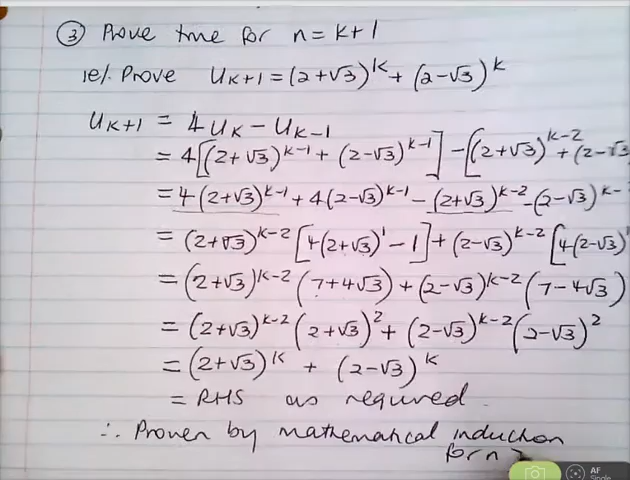 ③ Prove true for n = k+1
ie/. Prove U_{k+1} = (2+√3)^k + (2-√3)^k
U_{k+1} = 4U_k - U_{k-1}
= 4[(2+√3)^{k-1} + (2-√3)^{k-1}] - [(2+√3)^{k-2} + (2-√3
= 4(2+√3)^{k-1} + 4(2-√3)^{k-1} - (2+√3)^{k-2} - (2-√3)^{k-
= (2+√3)^{k-2} [4(2+√3)^1 - 1] + (2-√3)^{k-2} [4(2-√3)^1
= (2+√3)^{k-2} (7+4√3) + (2-√3)^{k-2} (7-4√3)
= (2+√3)^{k-2} (2+√3)^2 + (2-√3)^{k-2} (2-√3)^2
= (2+√3)^k + (2-√3)^k
= RHS as required.
∴ Proven by mathematical induction
for n
AF
Single